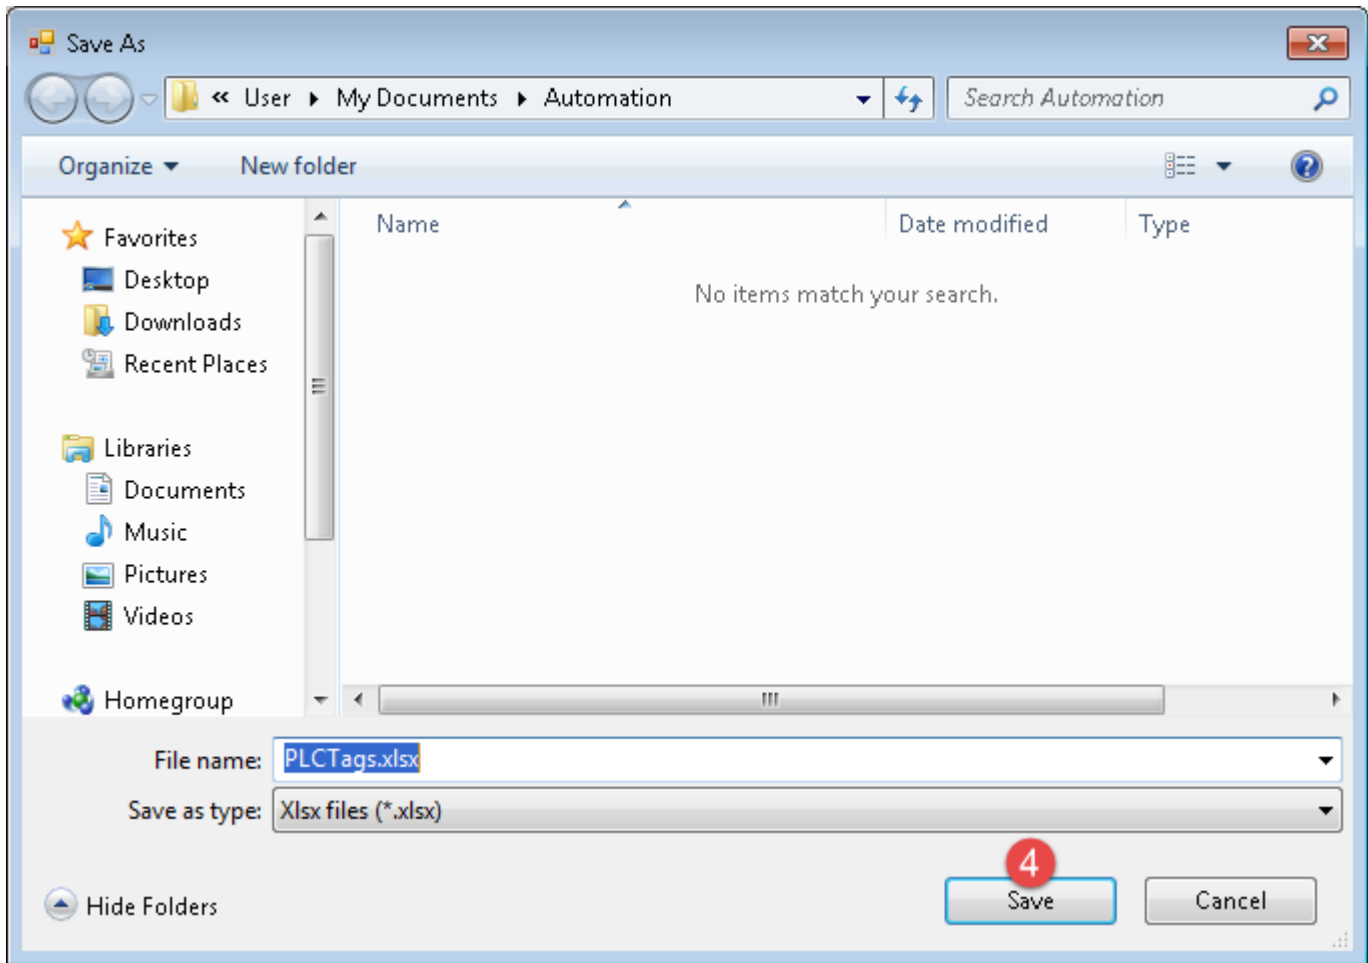 Save As
« User ▸ My Documents ▸ Automation
Search Automation
Organize
New folder
Name
Date modified
Type
No items match your search.
Favorites
Desktop
Downloads
Recent Places
Libraries
Documents
Music
Pictures
Videos
Homegroup
File name: PLCTags.xlsx
Save as type: Xlsx files (*.xlsx)
4
Hide Folders
Save
Cancel